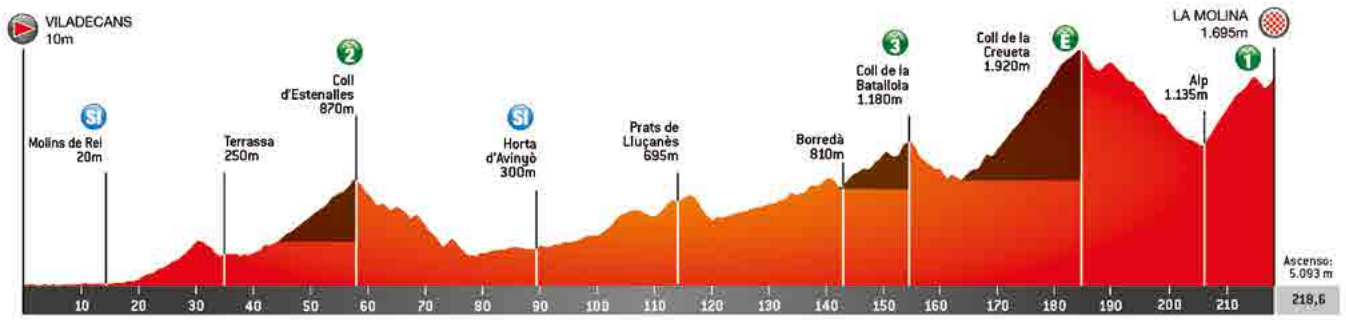 VILADECANS
10m
SI
Molins de Rei
20m
Terrassa
250m
2
Coll
d'Estenalles
870m
SI
Horta
d'Avinyò
300m
Prats de
Lluçanès
695m
Borredà
810m
3
Coll de la
Batallola
1.180m
Coll de la
Creueta
1.920m
E
Alp
1.135m
LA MOLINA
1.695m
1
Ascenso:
5.093 m
10 20 30 40 50 60 70 80 90 100 110 120 130 140 150 160 170 180 190 200 210
218,6